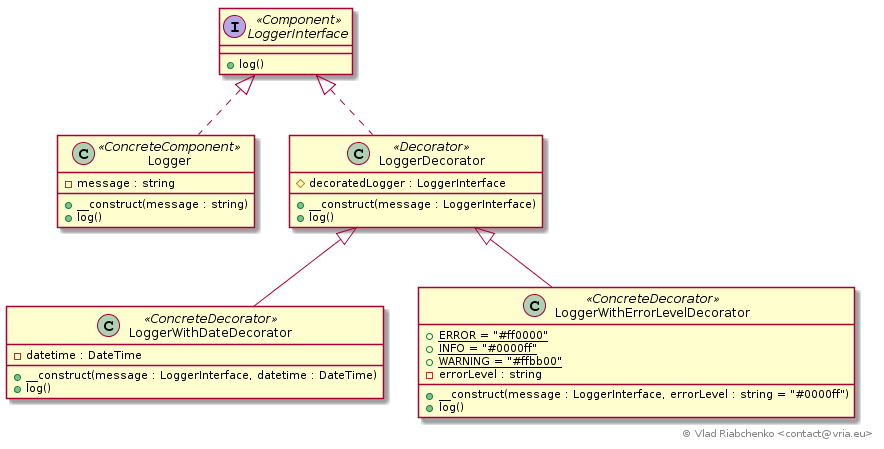 I
«Component»
LoggerInterface
log()
C
«ConcreteComponent»
Logger
message : string
__construct(message : string)
log()
C
«Decorator»
LoggerDecorator
decoratedLogger : LoggerInterface
__construct(message : LoggerInterface)
log()
C
«ConcreteDecorator»
LoggerWithDateDecorator
datetime : DateTime
__construct(message : LoggerInterface, datetime : DateTime)
log()
C
«ConcreteDecorator»
LoggerWithErrorLevelDecorator
ERROR = "#ff0000"
INFO = "#0000ff"
WARNING = "#ffbb00"
errorLevel : string
__construct(message : LoggerInterface, errorLevel : string = "#0000ff")
log()
© Vlad Riabchenko <contact@vria.eu>